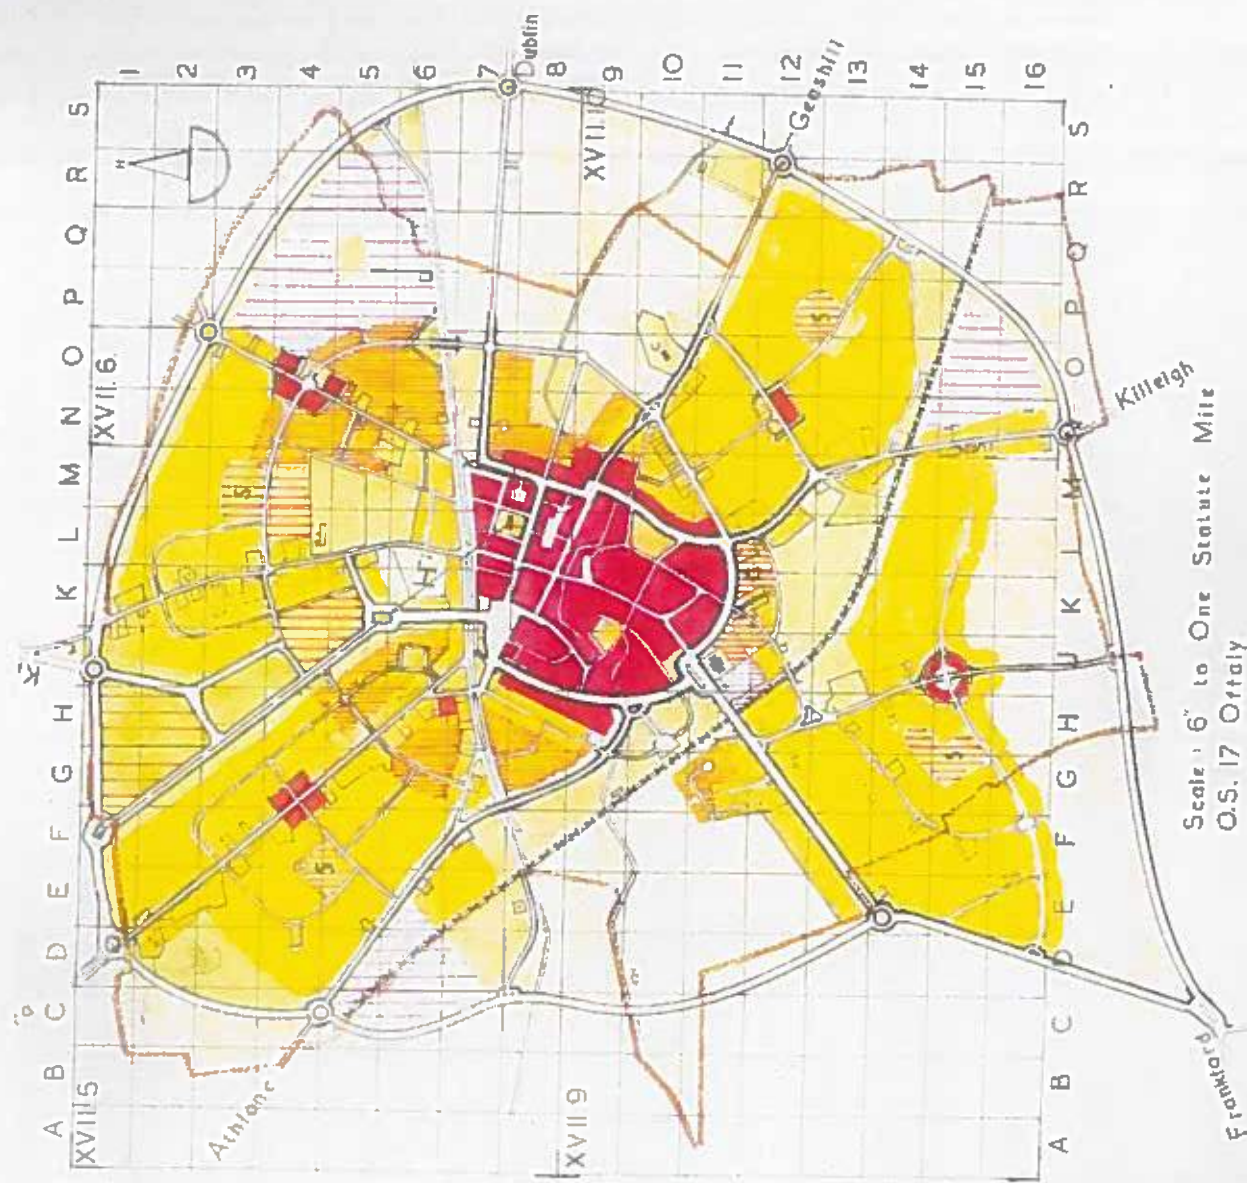 A B C D E F G H J K L M N O P Q R S
1
2
3
4
5
6
7
8
9
10
11
12
13
14
15
16
A B C D E F G H J K L M N O P Q R S
XVII.5
XVII.6
XVII.9
XVII.10
N
S
S
S
S
S
H
Dublin
Geashill
Killeigh
Athlone
Scale: 6" to One Statute Mile
O.S. 17 Offaly